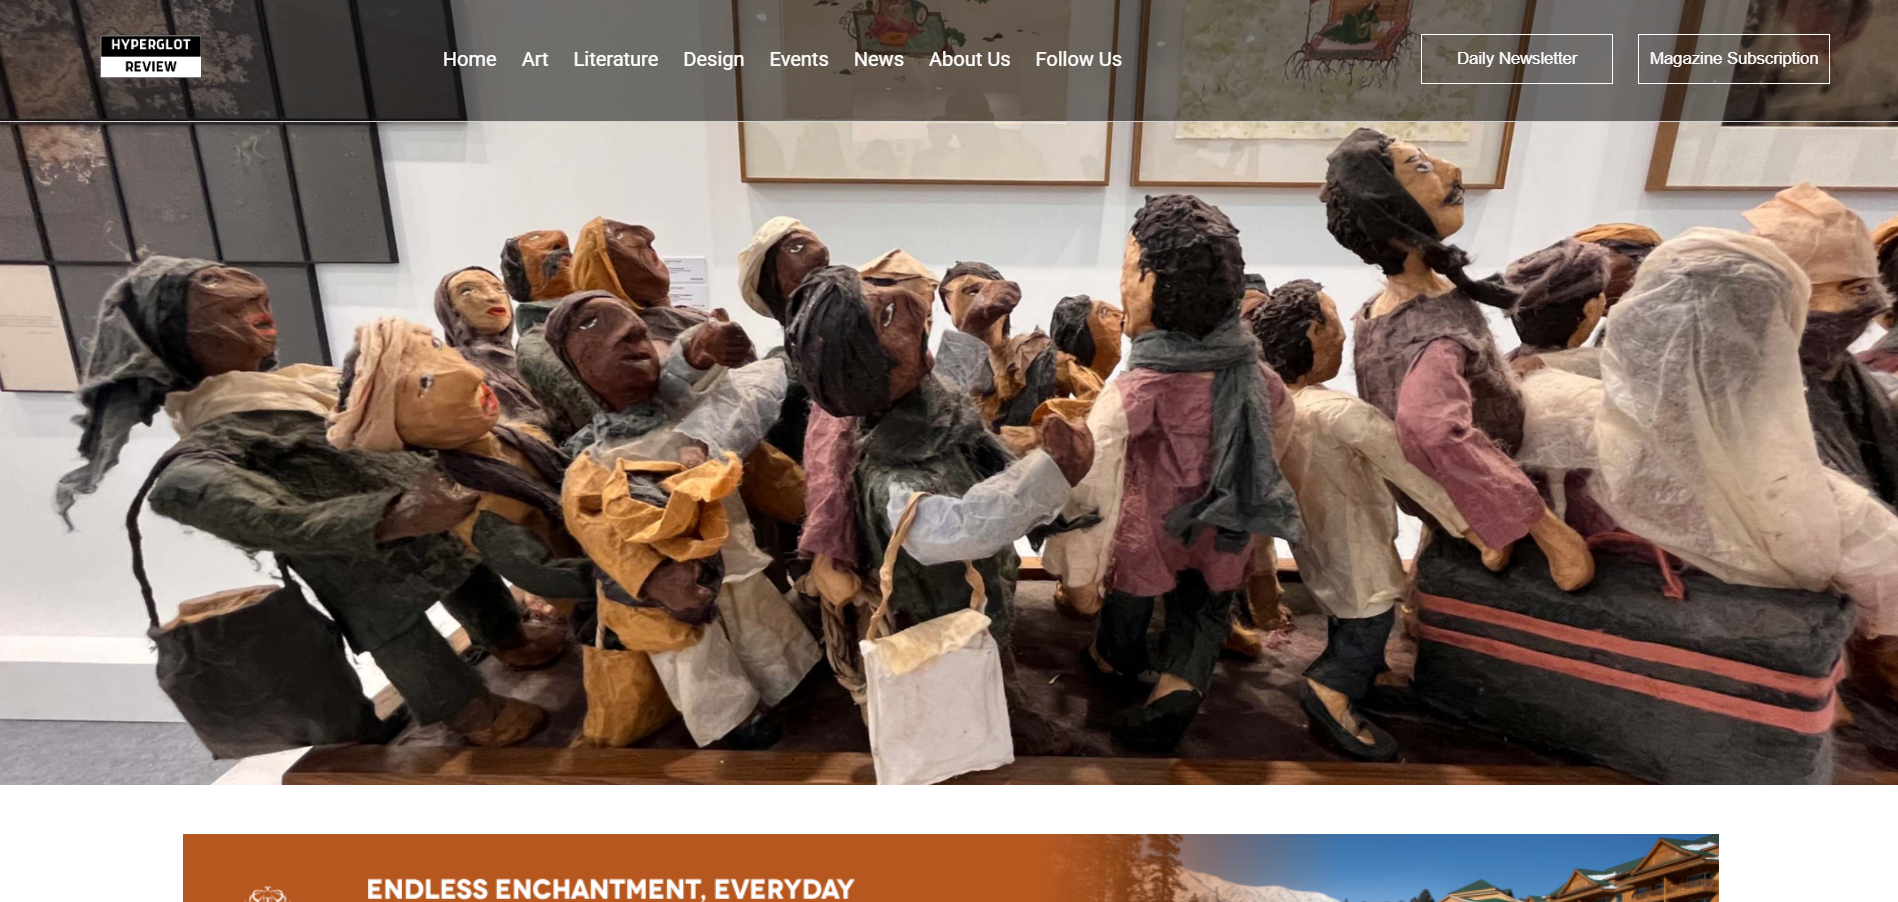 HYPERGLOT
REVIEW
Home
Art
Literature
Design
Events
News
About Us
Follow Us
Daily Newsletter
Magazine Subscription
ENDLESS ENCHANTMENT, EVERYDAY